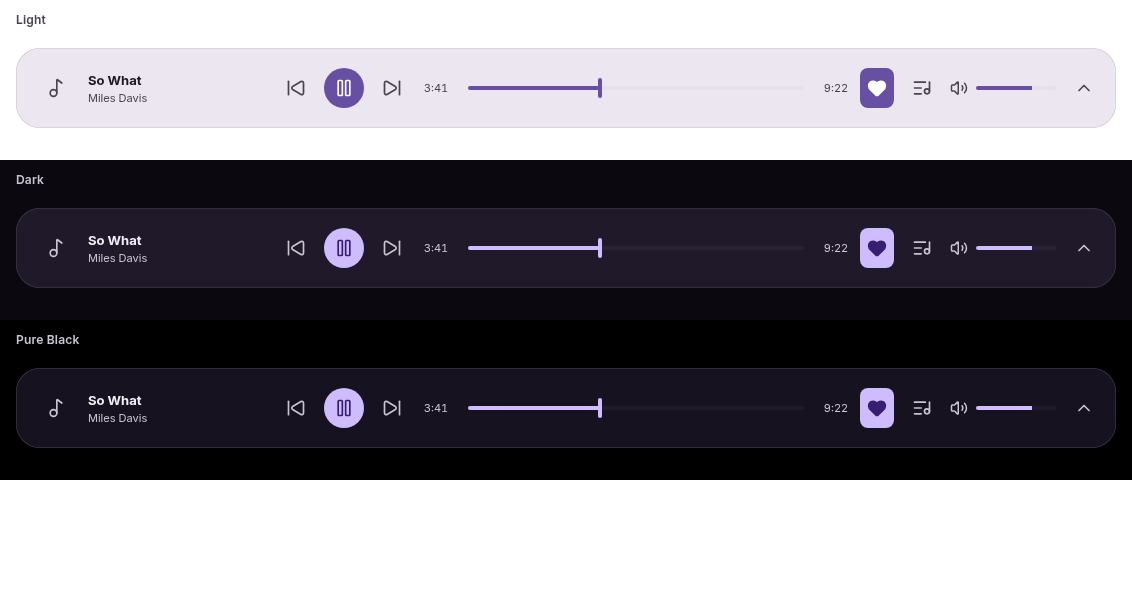 Light
So What
Miles Davis
3:41
9:22
Dark
So What
Miles Davis
3:41
9:22
Pure Black
So What
Miles Davis
3:41
9:22